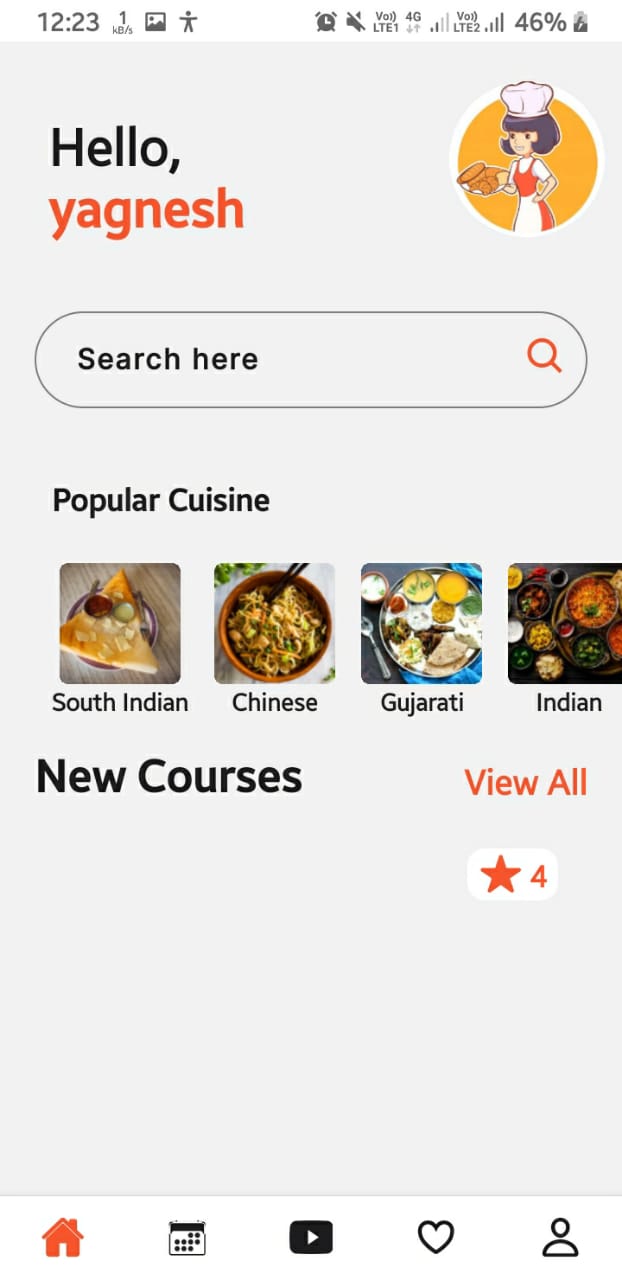 12:23 1 kB/s Vo) LTE1 4G Vo) LTE2 46%
Hello,
yagnesh
Search here
Popular Cuisine
South Indian Chinese Gujarati Indian
New Courses View All
4